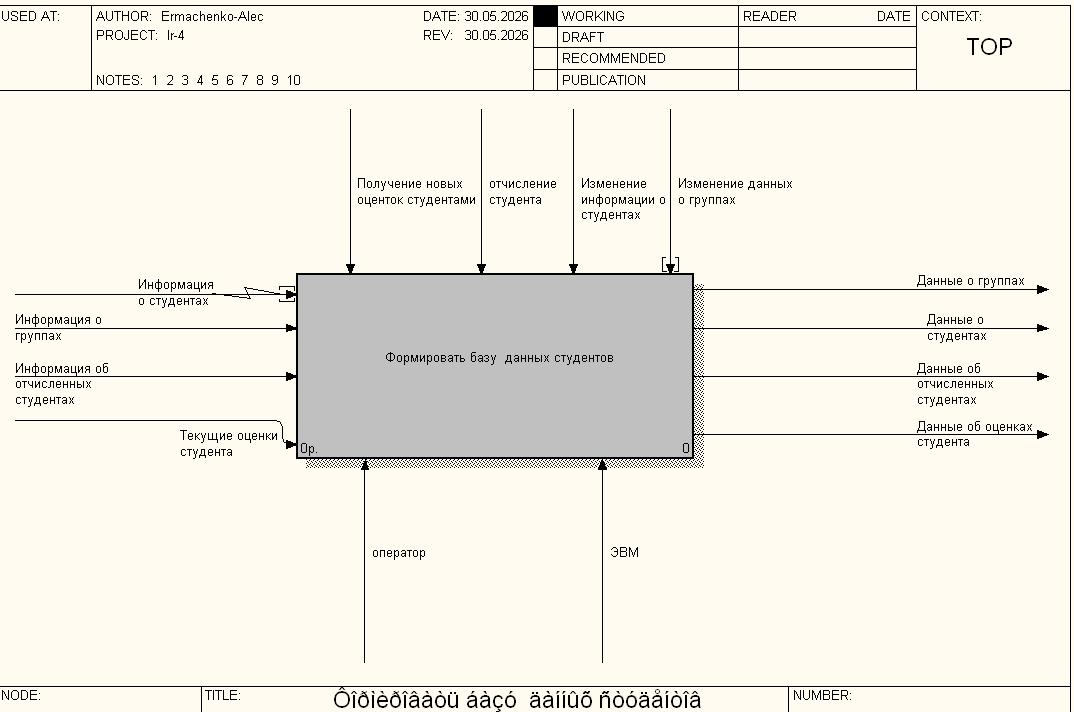 USED AT:
AUTHOR: Ermachenko-Alec
DATE: 30.05.2026
WORKING
READER DATE
CONTEXT:
PROJECT: lr-4
REV: 30.05.2026
DRAFT
TOP
RECOMMENDED
NOTES: 1 2 3 4 5 6 7 8 9 10
PUBLICATION
Получение новых
оценток студентами
отчисление
студента
Изменение
информации о
студентах
Изменение данных
о группах
Информация
о студентах
Информация о
группах
Информация об
отчисленных
студентах
Текущие оценки
студента
Формировать базу данных студентов
0р.
0
Данные о группах
Данные о
студентах
Данные об
отчисленных
студентах
Данные об оценках
студента
оператор
ЭВМ
NODE:
TITLE:
Ôîðìèðîâàòü áàçó äàííûõ ñòóäåíòîâ
NUMBER: